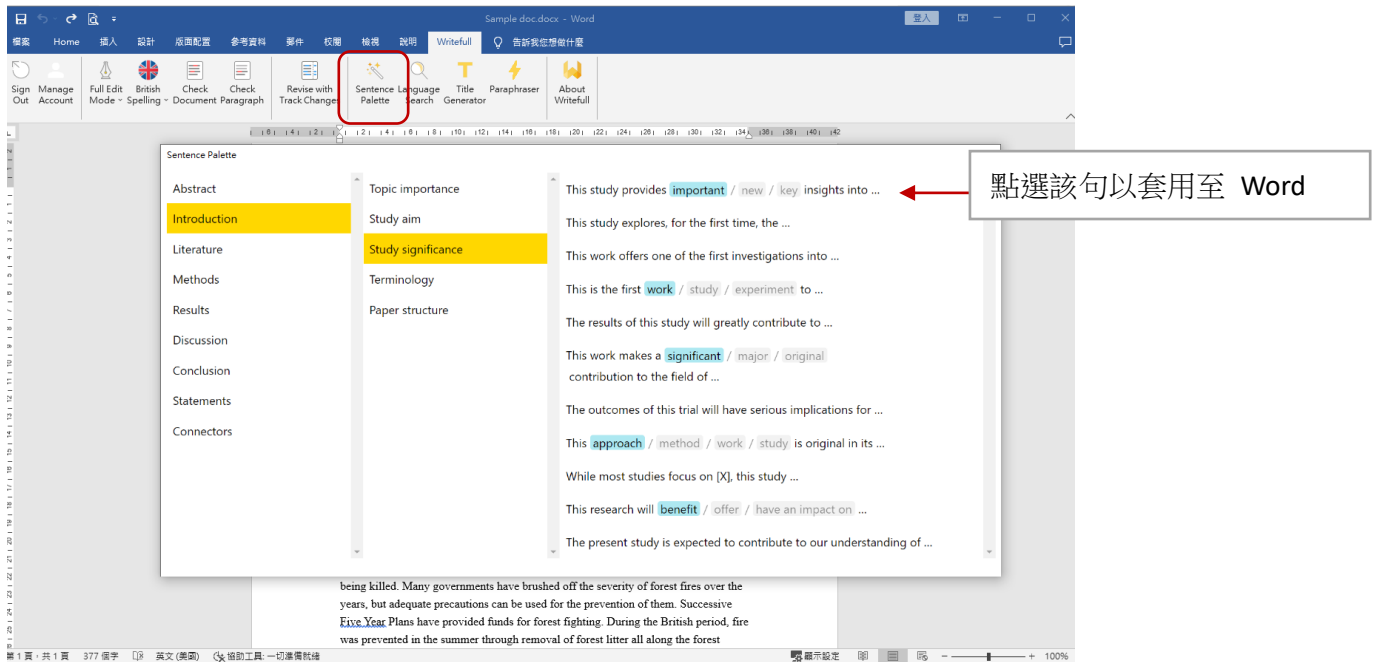 Sample doc.docx - Word
登入
檔案 Home 插入 設計 版面配置 參考資料 郵件 校閱 檢視 說明 Writefull 告訴我您想做什麼
Sign Out
Manage Account
Full Edit Mode
British Spelling
Check Document
Check Paragraph
Revise with Track Changes
Sentence Palette
Language Search
Title Generator
Paraphraser
About Writefull
Sentence Palette
Abstract
Introduction
Literature
Methods
Results
Discussion
Conclusion
Statements
Connectors
Topic importance
Study aim
Study significance
Terminology
Paper structure
This study provides important / new / key insights into ...
This study explores, for the first time, the ...
This work offers one of the first investigations into ...
This is the first work / study / experiment to ...
The results of this study will greatly contribute to ...
This work makes a significant / major / original
contribution to the field of ...
The outcomes of this trial will have serious implications for ...
This approach / method / work / study is original in its ...
While most studies focus on [X], this study ...
This research will benefit / offer / have an impact on ...
The present study is expected to contribute to our understanding of ...
點選該句以套用至 Word
being killed. Many governments have brushed off the severity of forest fires over the
years, but adequate precautions can be used for the prevention of them. Successive
Five Year Plans have provided funds for forest fighting. During the British period, fire
was prevented in the summer through removal of forest litter all along the forest
第 1 頁，共 1 頁 377 個字 英文 (美國) 協助工具: 一切準備就緒 顯示設定 100%